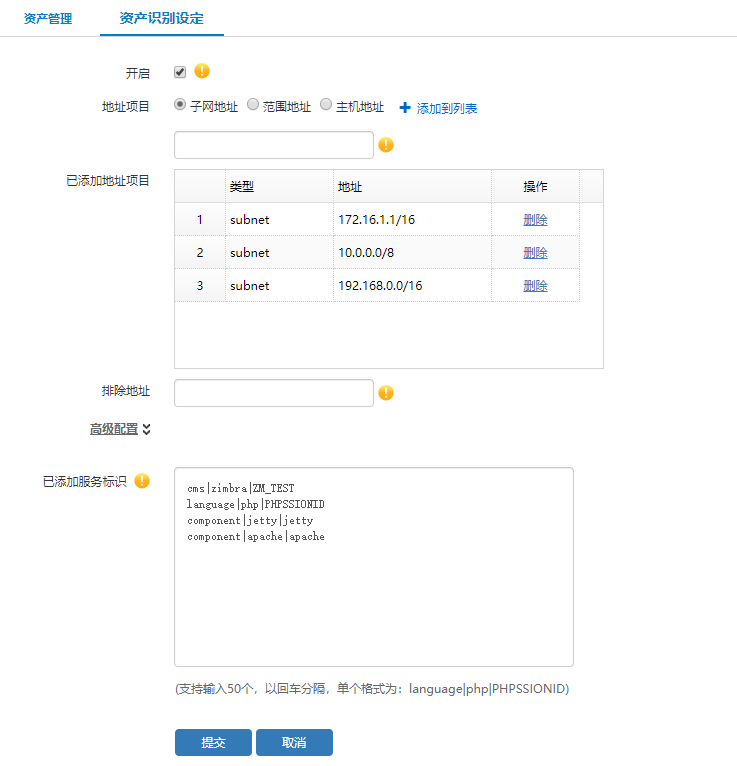 资产管理 资产识别设定
开启
地址项目 子网地址 范围地址 主机地址 添加到列表
已添加地址项目
类型 地址 操作
1 subnet 172.16.1.1/16 删除
2 subnet 10.0.0.0/8 删除
3 subnet 192.168.0.0/16 删除
排除地址
高级配置
已添加服务标识
cms|zimbra|ZM_TEST
language|php|PHPSSIONID
component|jetty|jetty
component|apache|apache
(支持输入50个，以回车分隔，单个格式为：language|php|PHPSSIONID)
提交 取消